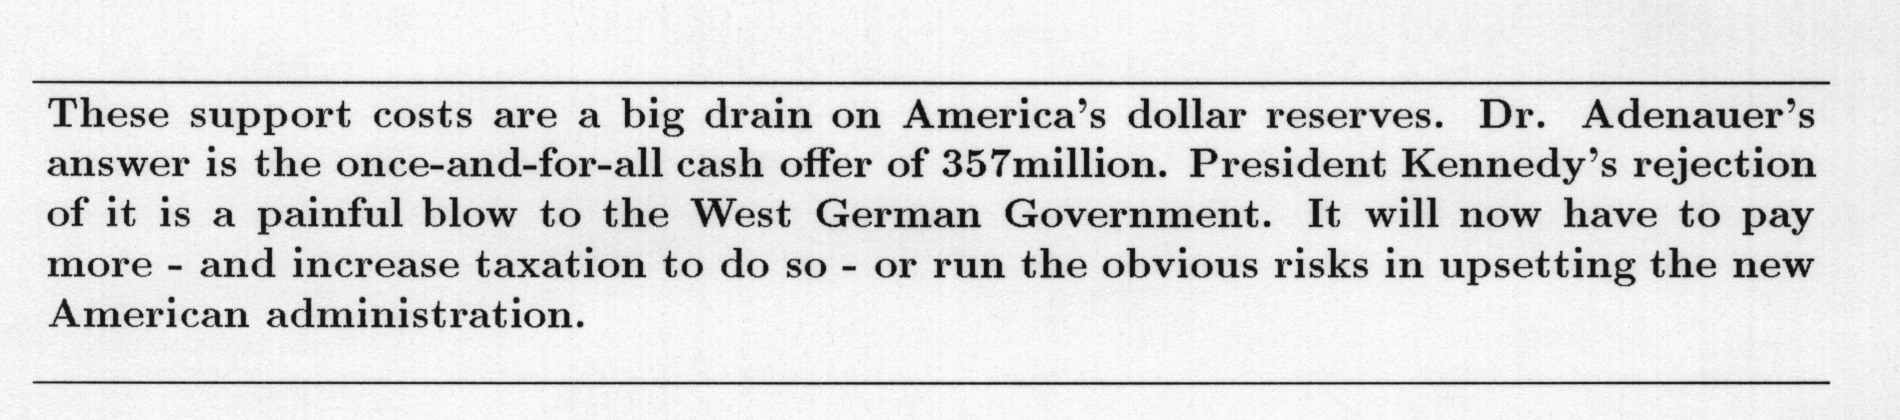 These support costs are a big drain on America's dollar reserves. Dr. Adenauer's
answer is the once-and-for-all cash offer of 357million. President Kennedy's rejection
of it is a painful blow to the West German Government. It will now have to pay
more - and increase taxation to do so - or run the obvious risks in upsetting the new
American administration.